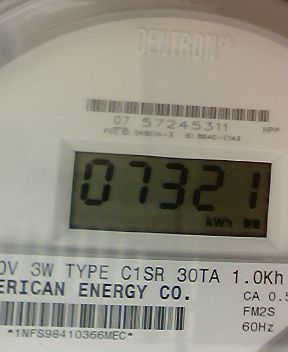 CENTRON®
07 57245311
HPP
07321
kWh
0V 3W TYPE C1SR 30TA 1.0Kh
ERICAN ENERGY CO.
CA 0.5
FM2S
*1NFS98410366MEC*
60Hz